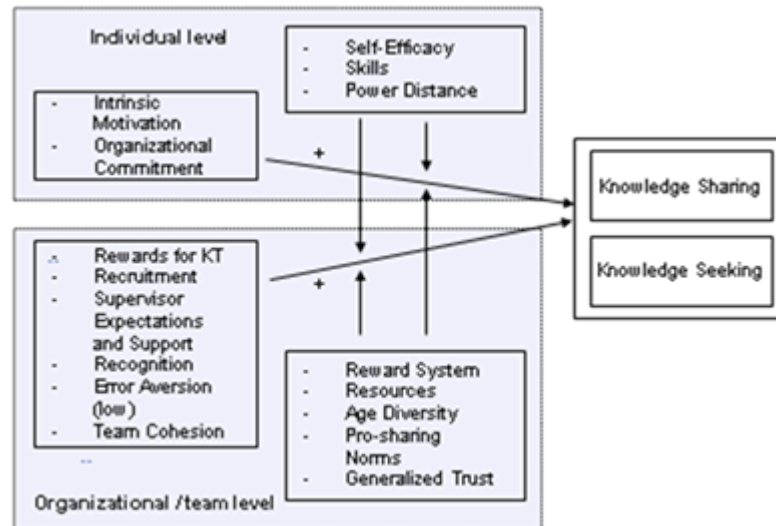 Individual level
- Self-Efficacy
- Skills
- Power Distance
- Intrinsic
Motivation
- Organizational
Commitment
+
Knowledge Sharing
Knowledge Seeking
- Rewards for KT
- Recruitment
- Supervisor
Expectations
and Support
- Recognition
- Error Aversion
(low)
- Team Cohesion
+
- Reward System
- Resources
- Age Diversity
- Pro-sharing
Norms
- Generalized Trust
Organizational /team level